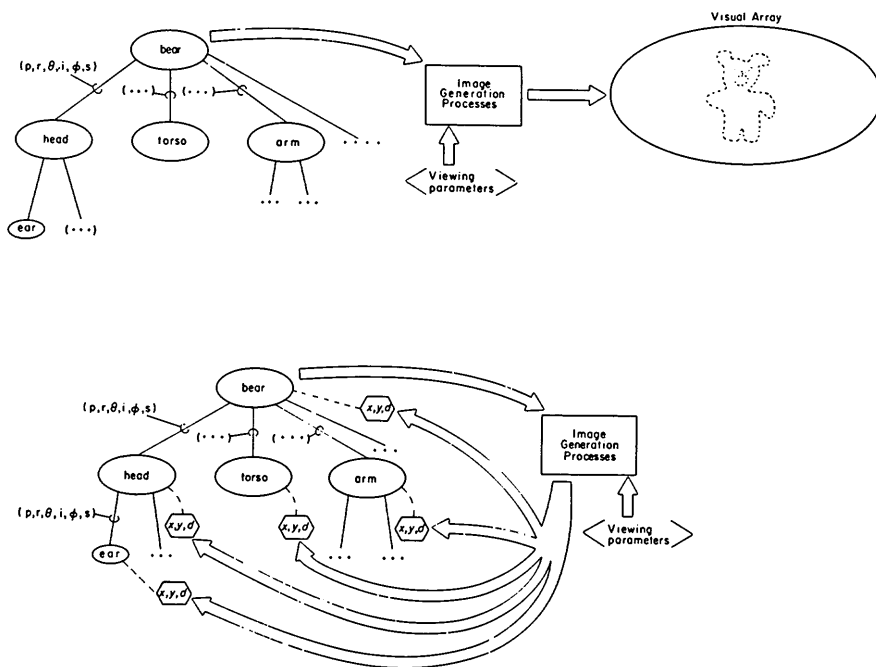 Visual Array
bear
(p,r,θ,i,ϕ,s)
(•••)
(•••)
Image
Generation
Processes
head
torso
arm
• • • •
Viewing
parameters
•••
•••
ear
(•••)
bear
x,y,d
(p,r,θ,i,ϕ,s)
(•••)
(•••)
Image
Generation
Processes
•••
head
torso
arm
(p,r,θ,i,ϕ,s)
x,y,d
x,y,d
x,y,d
Viewing
parameters
ear
•••
•••
•••
x,y,d